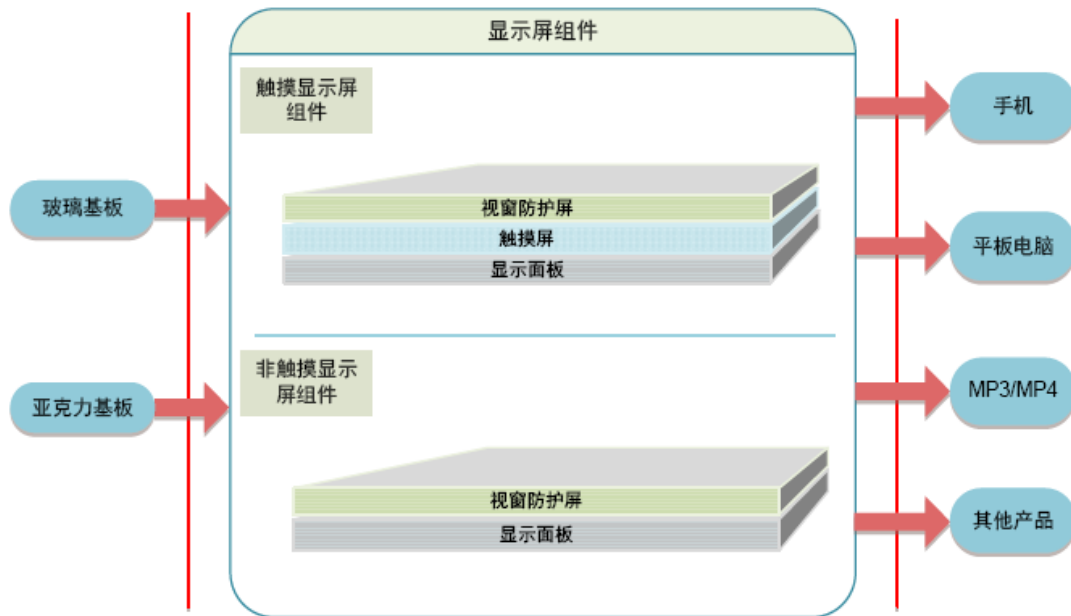 显示屏组件
触摸显示屏
组件
视窗防护屏
触摸屏
显示面板
非触摸显示
屏组件
视窗防护屏
显示面板
玻璃基板
亚克力基板
手机
平板电脑
MP3/MP4
其他产品